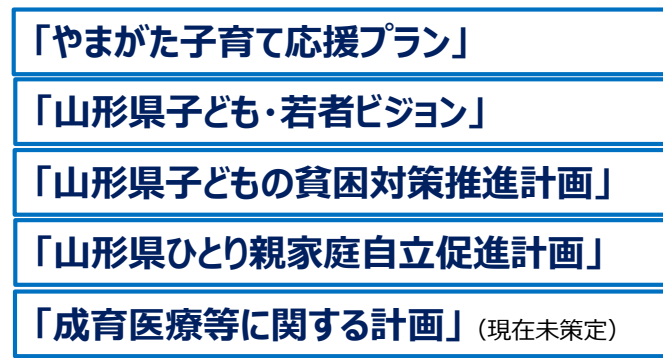 「やまがた子育て応援プラン」
「山形県子ども・若者ビジョン」
「山形県子どもの貧困対策推進計画」
「山形県ひとり親家庭自立促進計画」
「成育医療等に関する計画」（現在未策定）